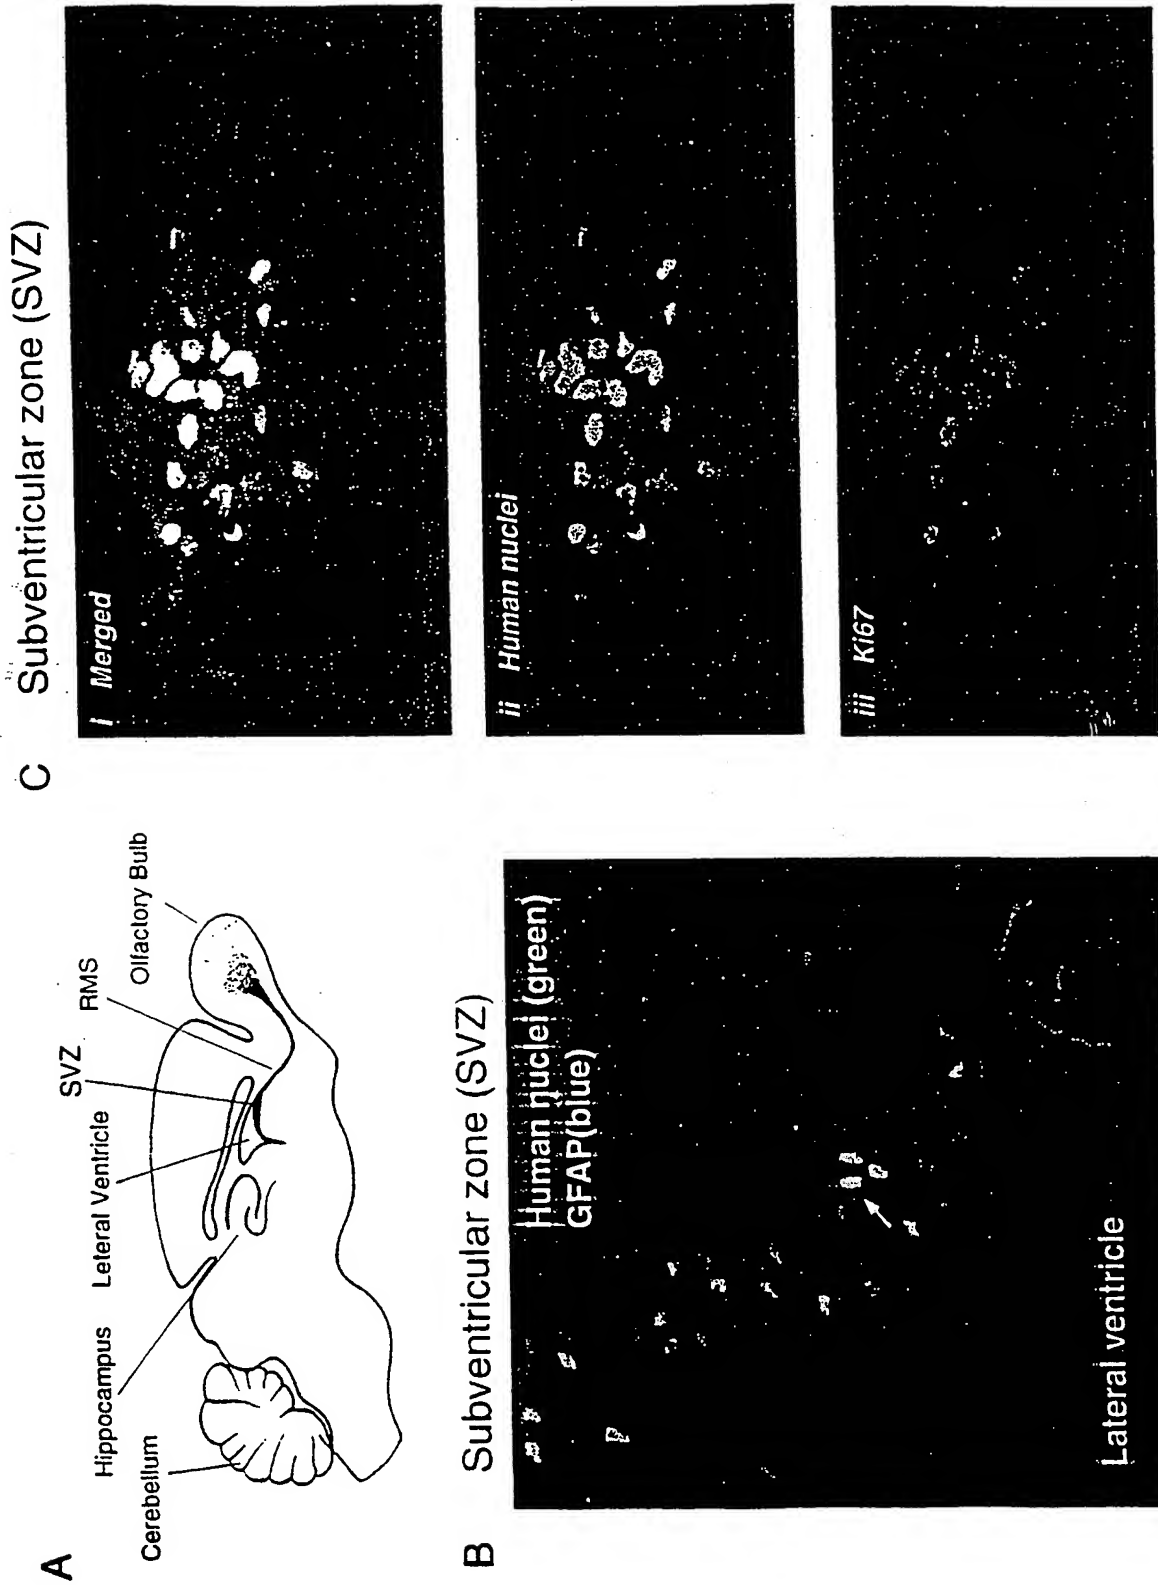 A
Cerebellum
Hippocampus
Leteral Ventricle
SVZ
RMS
Olfactory Bulb
B Subventricular zone (SVZ)
Human nuclei (green)
GFAP(blue)
Lateral ventricle
C Subventricular zone (SVZ)
i Merged
ii Human nuclei
iii Ki67